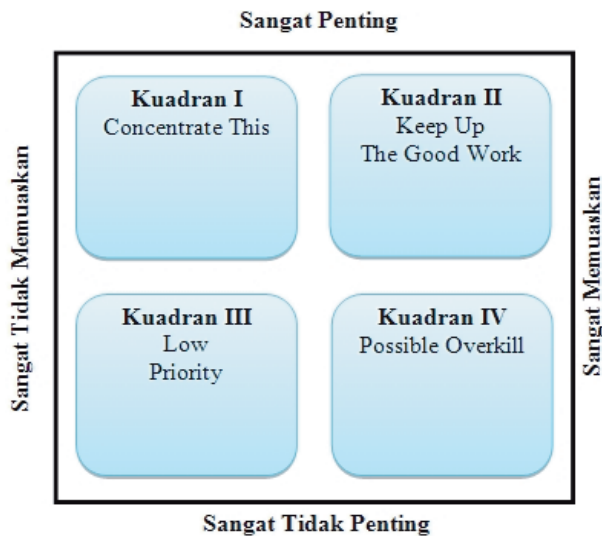 Sangat Penting
Kuadran I
Concentrate This
Kuadran II
Keep Up
The Good Work
Sangat Tidak Memuaskan
Sangat Memuaskan
Kuadran III
Low
Priority
Kuadran IV
Possible Overkill
Sangat Tidak Penting